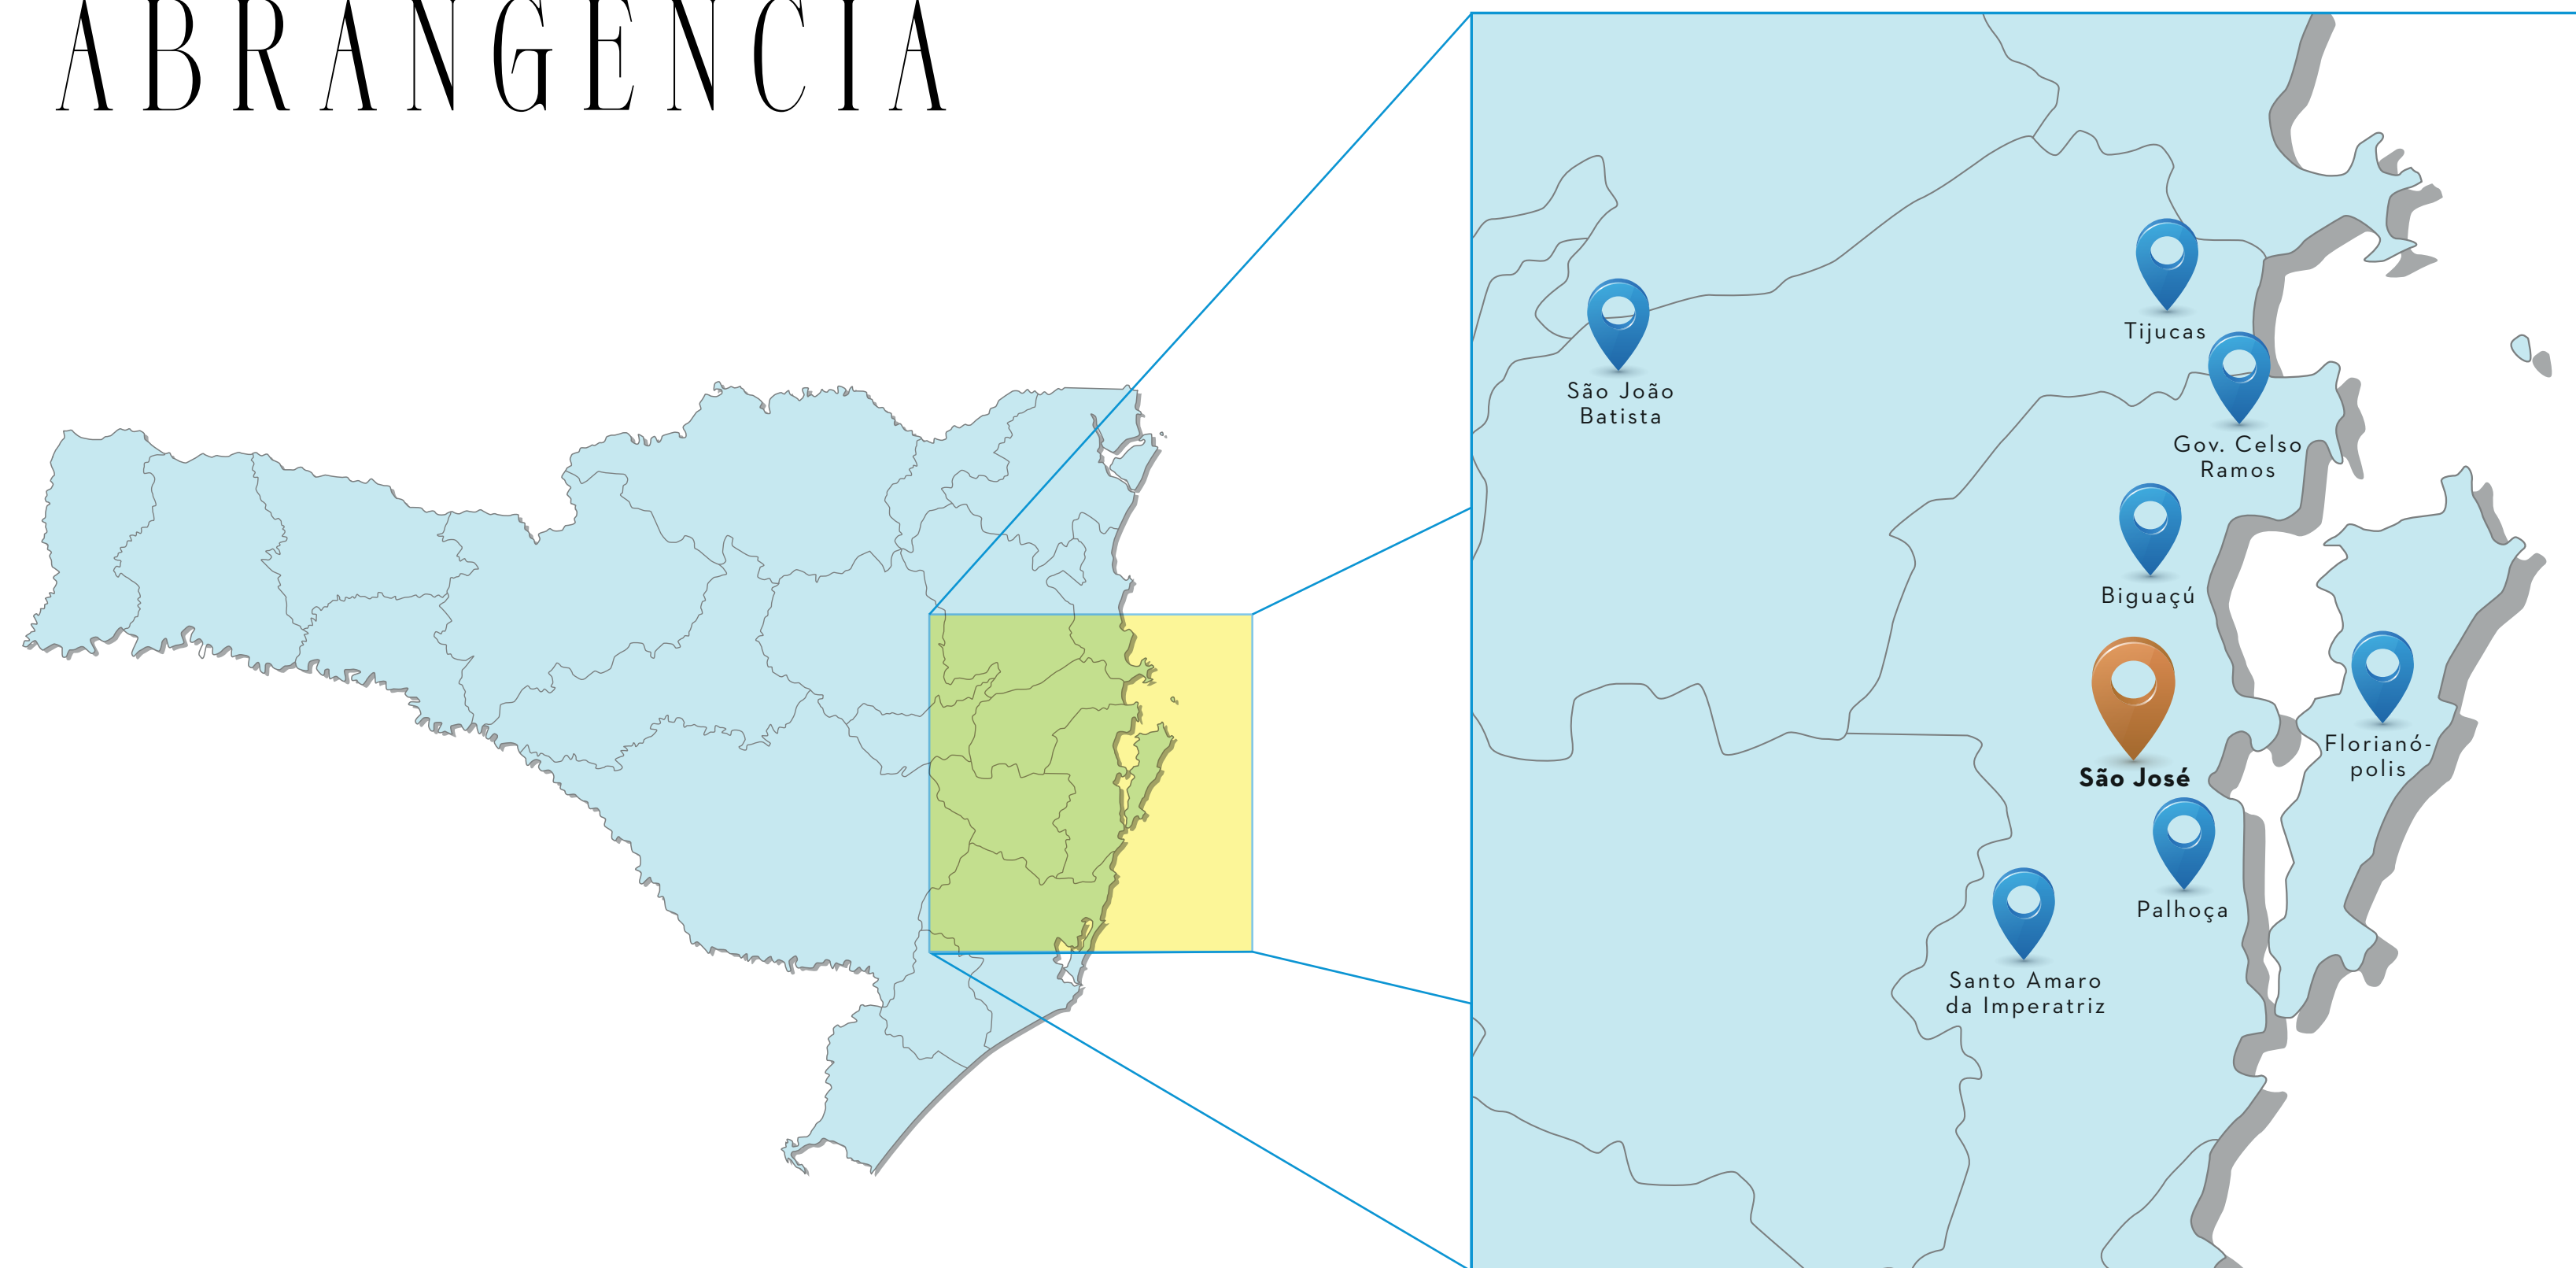 ABRANGENCIA
Tijucas
São João
Batista
Gov. Celso
Ramos
Biguaçú
Florianó-
polis
São José
Palhoça
Santo Amaro
da Imperatriz